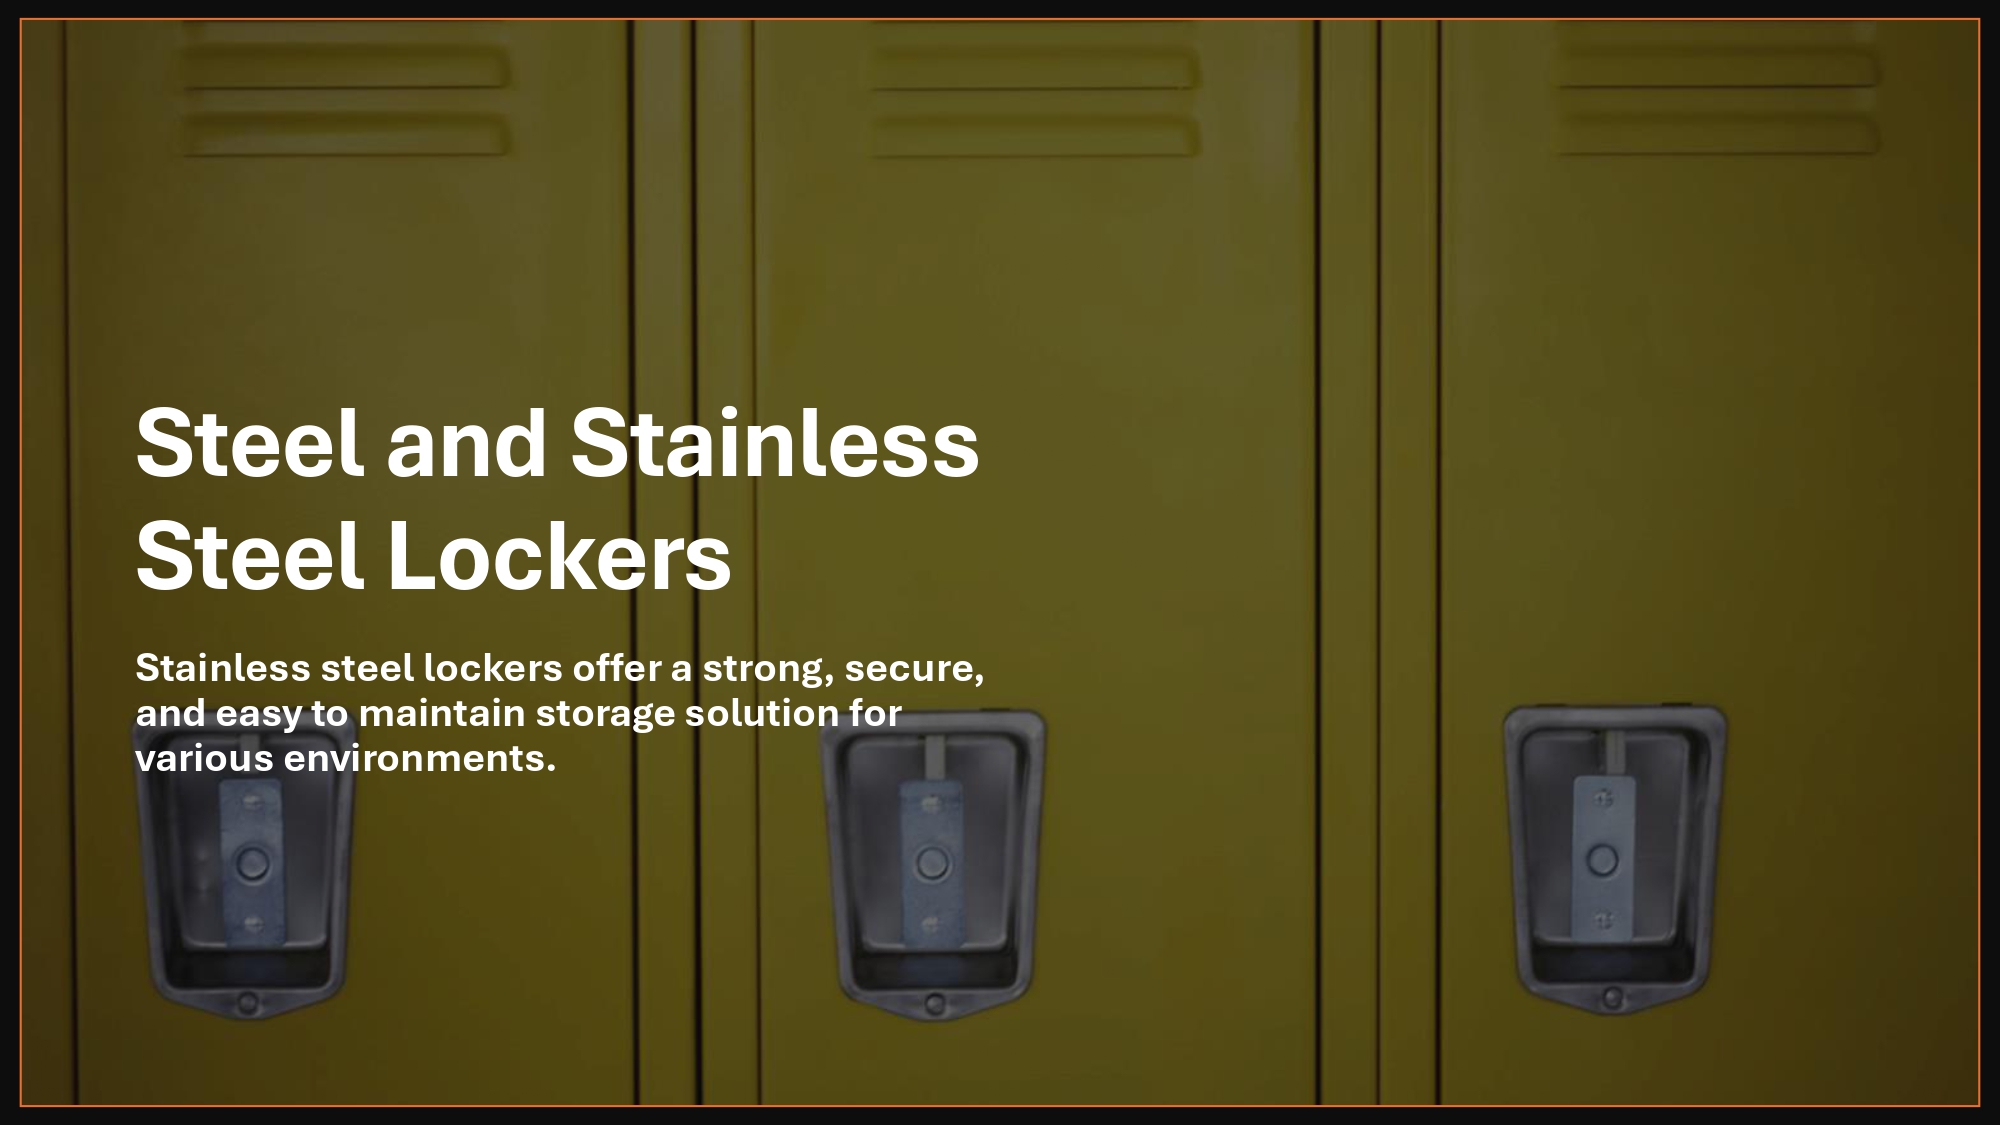 Steel and Stainless
Steel Lockers
Stainless steel lockers offer a strong, secure,
and easy to maintain storage solution for
various environments.